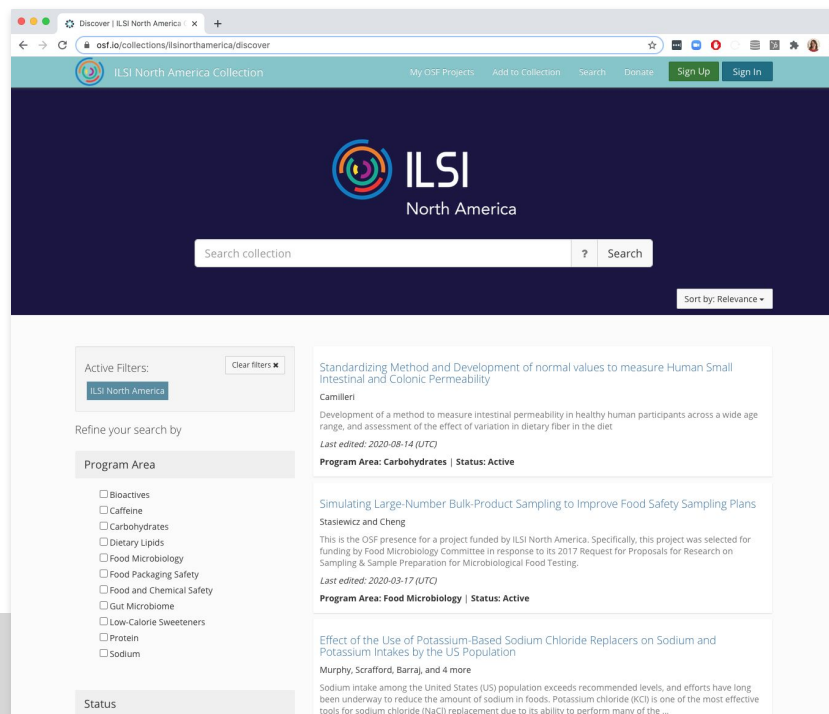 Discover | ILSI North America
osf.io/collections/ilsinorthamerica/discover
ILSI North America Collection
My OSF Projects
Add to Collection
Search
Donate
Sign Up
Sign In
ILSI
North America
Search collection
?
Search
Sort by: Relevance
Active Filters:
Clear filters ✖
ILSI North America
Refine your search by
Program Area
Bioactives
Caffeine
Carbohydrates
Dietary Lipids
Food Microbiology
Food Packaging Safety
Food and Chemical Safety
Gut Microbiome
Low-Calorie Sweeteners
Protein
Sodium
Status
Standardizing Method and Development of normal values to measure Human Small
Intestinal and Colonic Permeability
Camilleri
Development of a method to measure intestinal permeability in healthy human participants across a wide age
range, and assessment of the effect of variation in dietary fiber in the diet
Last edited: 2020-08-14 (UTC)
Program Area: Carbohydrates | Status: Active
Simulating Large-Number Bulk-Product Sampling to Improve Food Safety Sampling Plans
Stasiewicz and Cheng
This is the OSF presence for a project funded by ILSI North America. Specifically, this project was selected for
funding by Food Microbiology Committee in response to its 2017 Request for Proposals for Research on
Sampling & Sample Preparation for Microbiological Food Testing.
Last edited: 2020-03-17 (UTC)
Program Area: Food Microbiology | Status: Active
Effect of the Use of Potassium-Based Sodium Chloride Replacers on Sodium and
Potassium Intakes by the US Population
Murphy, Scrafford, Barraj, and 4 more
Sodium intake among the United States (US) population exceeds recommended levels, and efforts have long
been underway to reduce the amount of sodium in foods. Potassium chloride (KCl) is one of the most effective
tools for sodium chloride (NaCl) replacement due to its ability to perform many of the ...